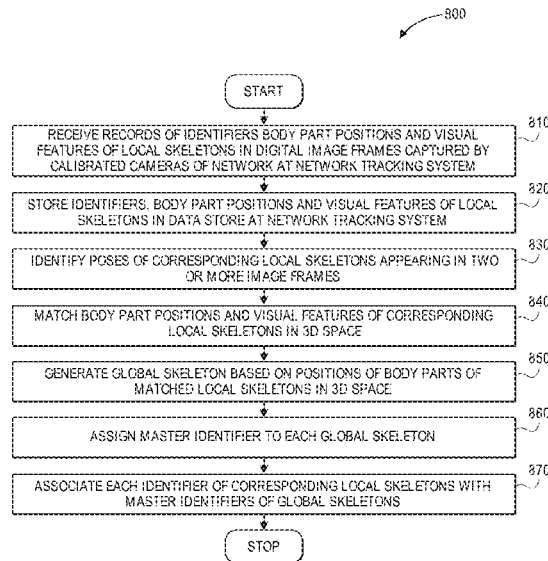 800
START
810
RECEIVE RECORDS OF IDENTIFIERS BODY PART POSITIONS AND VISUAL
FEATURES OF LOCAL SKELETONS IN DIGITAL IMAGE FRAMES CAPTURED BY
CALIBRATED CAMERAS OF NETWORK AT NETWORK TRACKING SYSTEM
820
STORE IDENTIFIERS, BODY PART POSITIONS AND VISUAL FEATURES OF LOCAL
SKELETONS IN DATA STORE AT NETWORK TRACKING SYSTEM
830
IDENTIFY POSES OF CORRESPONDING LOCAL SKELETONS APPEARING IN TWO
OR MORE IMAGE FRAMES
840
MATCH BODY PART POSITIONS AND VISUAL FEATURES OF CORRESPONDING
LOCAL SKELETONS IN 3D SPACE
850
GENERATE GLOBAL SKELETON BASED ON POSITIONS OF BODY PARTS OF
MATCHED LOCAL SKELETONS IN 3D SPACE
860
ASSIGN MASTER IDENTIFIER TO EACH GLOBAL SKELETON
870
ASSOCIATE EACH IDENTIFIER OF CORRESPONDING LOCAL SKELETONS WITH
MASTER IDENTIFIERS OF GLOBAL SKELETONS
STOP